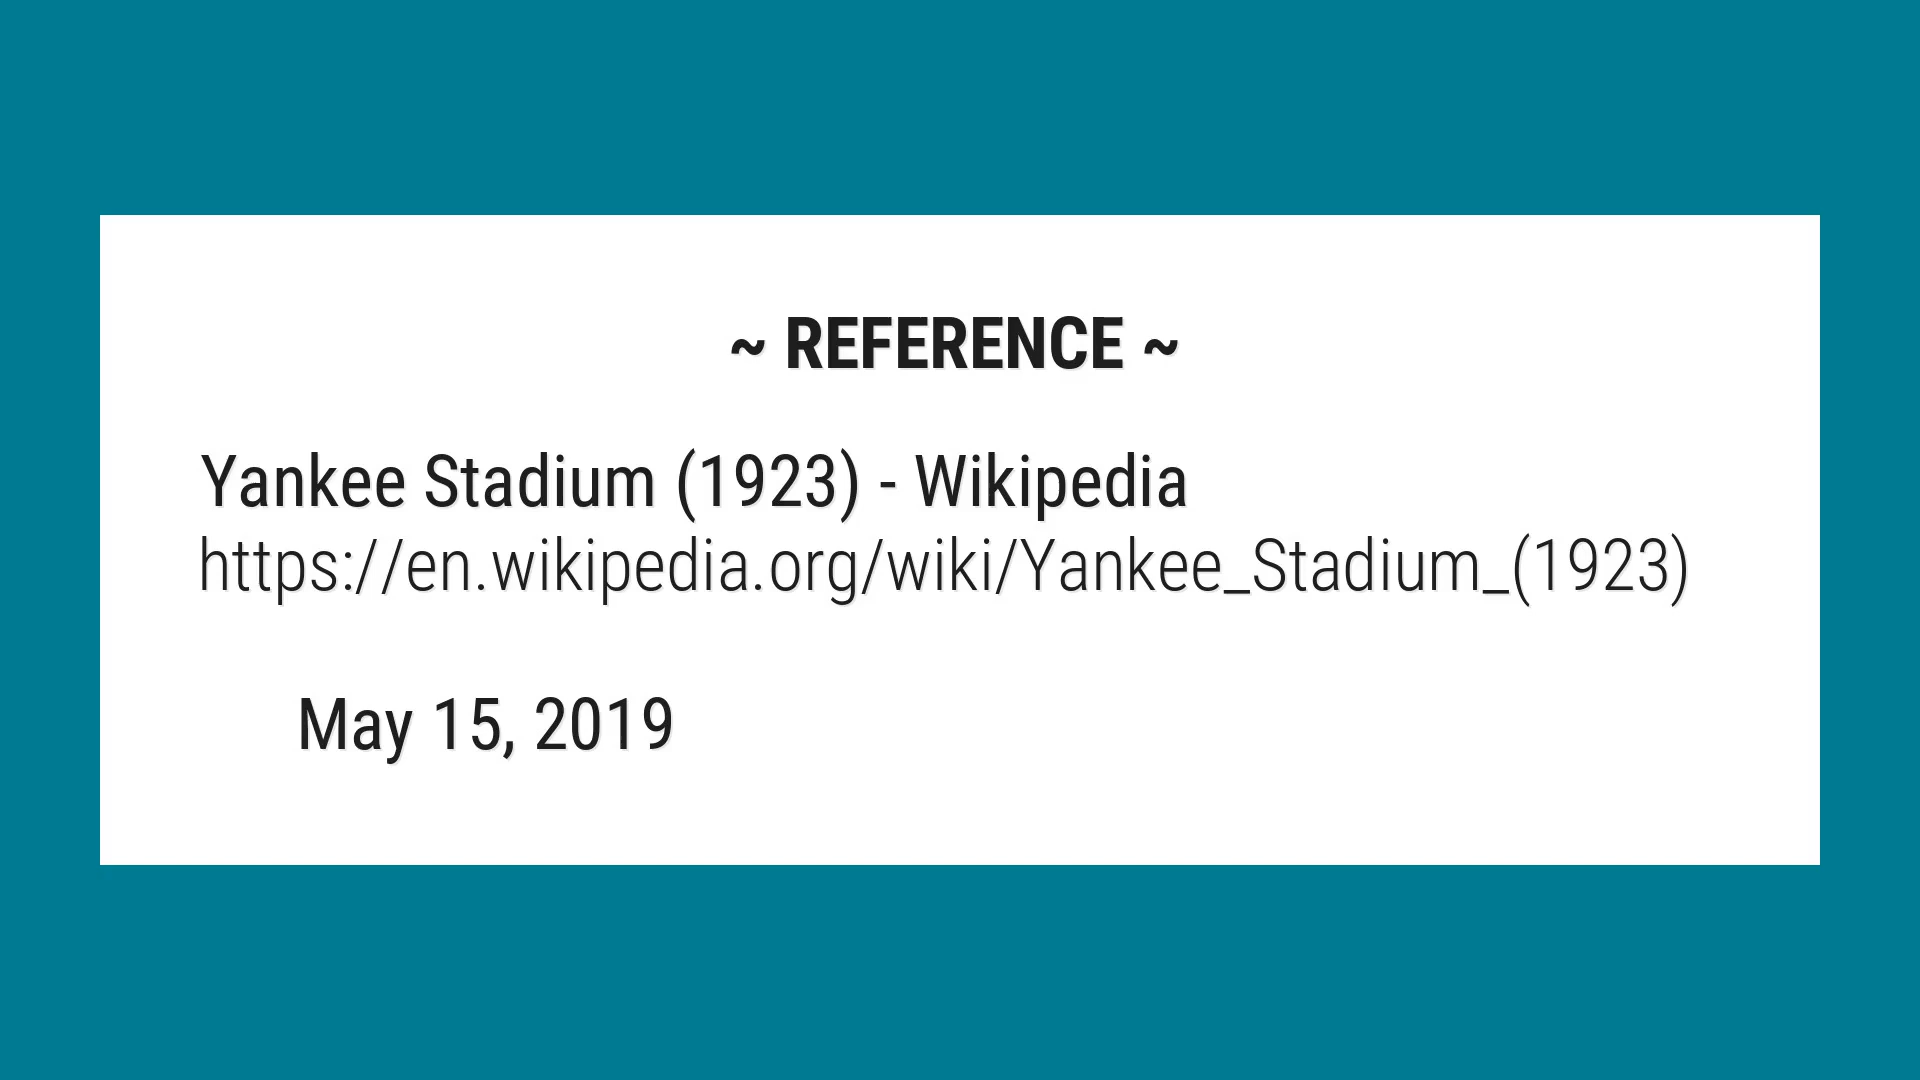 ~ REFERENCE ~
Yankee Stadium (1923) - Wikipedia
https://en.wikipedia.org/wiki/Yankee_Stadium_(1923)
May 15, 2019